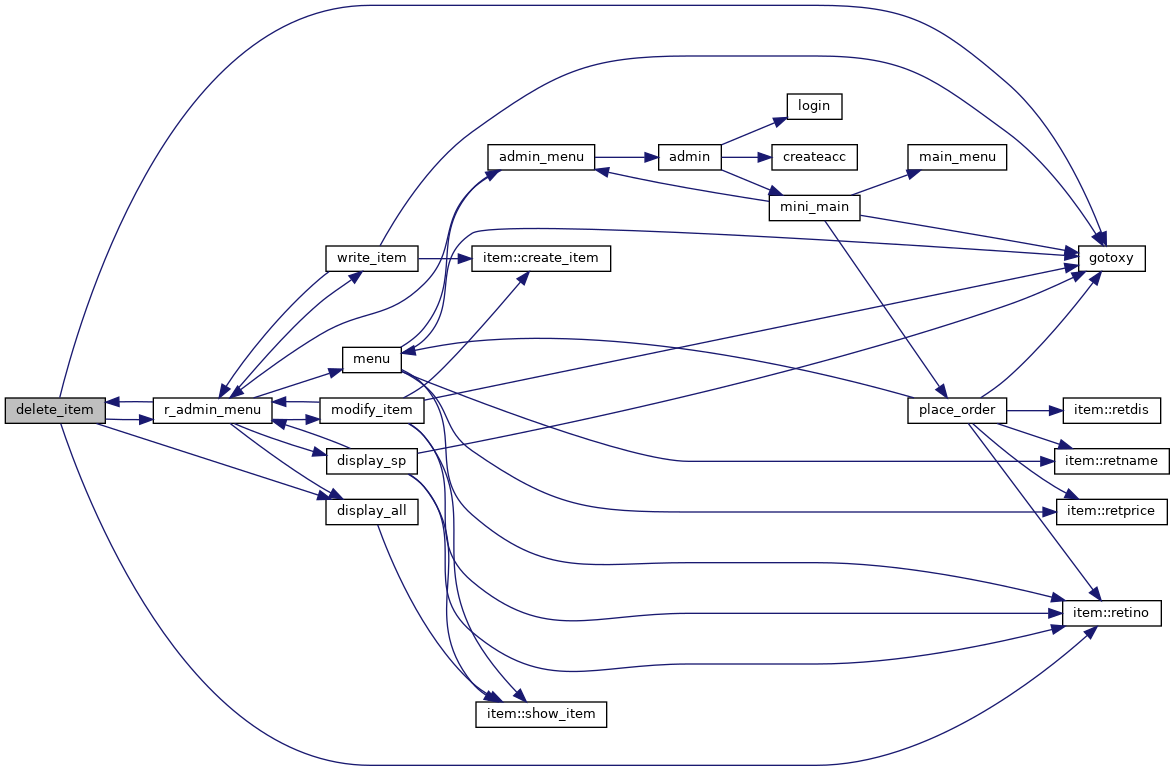 login
admin_menu
admin
createacc
main_menu
mini_main
write_item
item::create_item
gotoxy
menu
delete_item
r_admin_menu
modify_item
place_order
item::retdis
display_sp
item::retname
display_all
item::retprice
item::retino
item::show_item